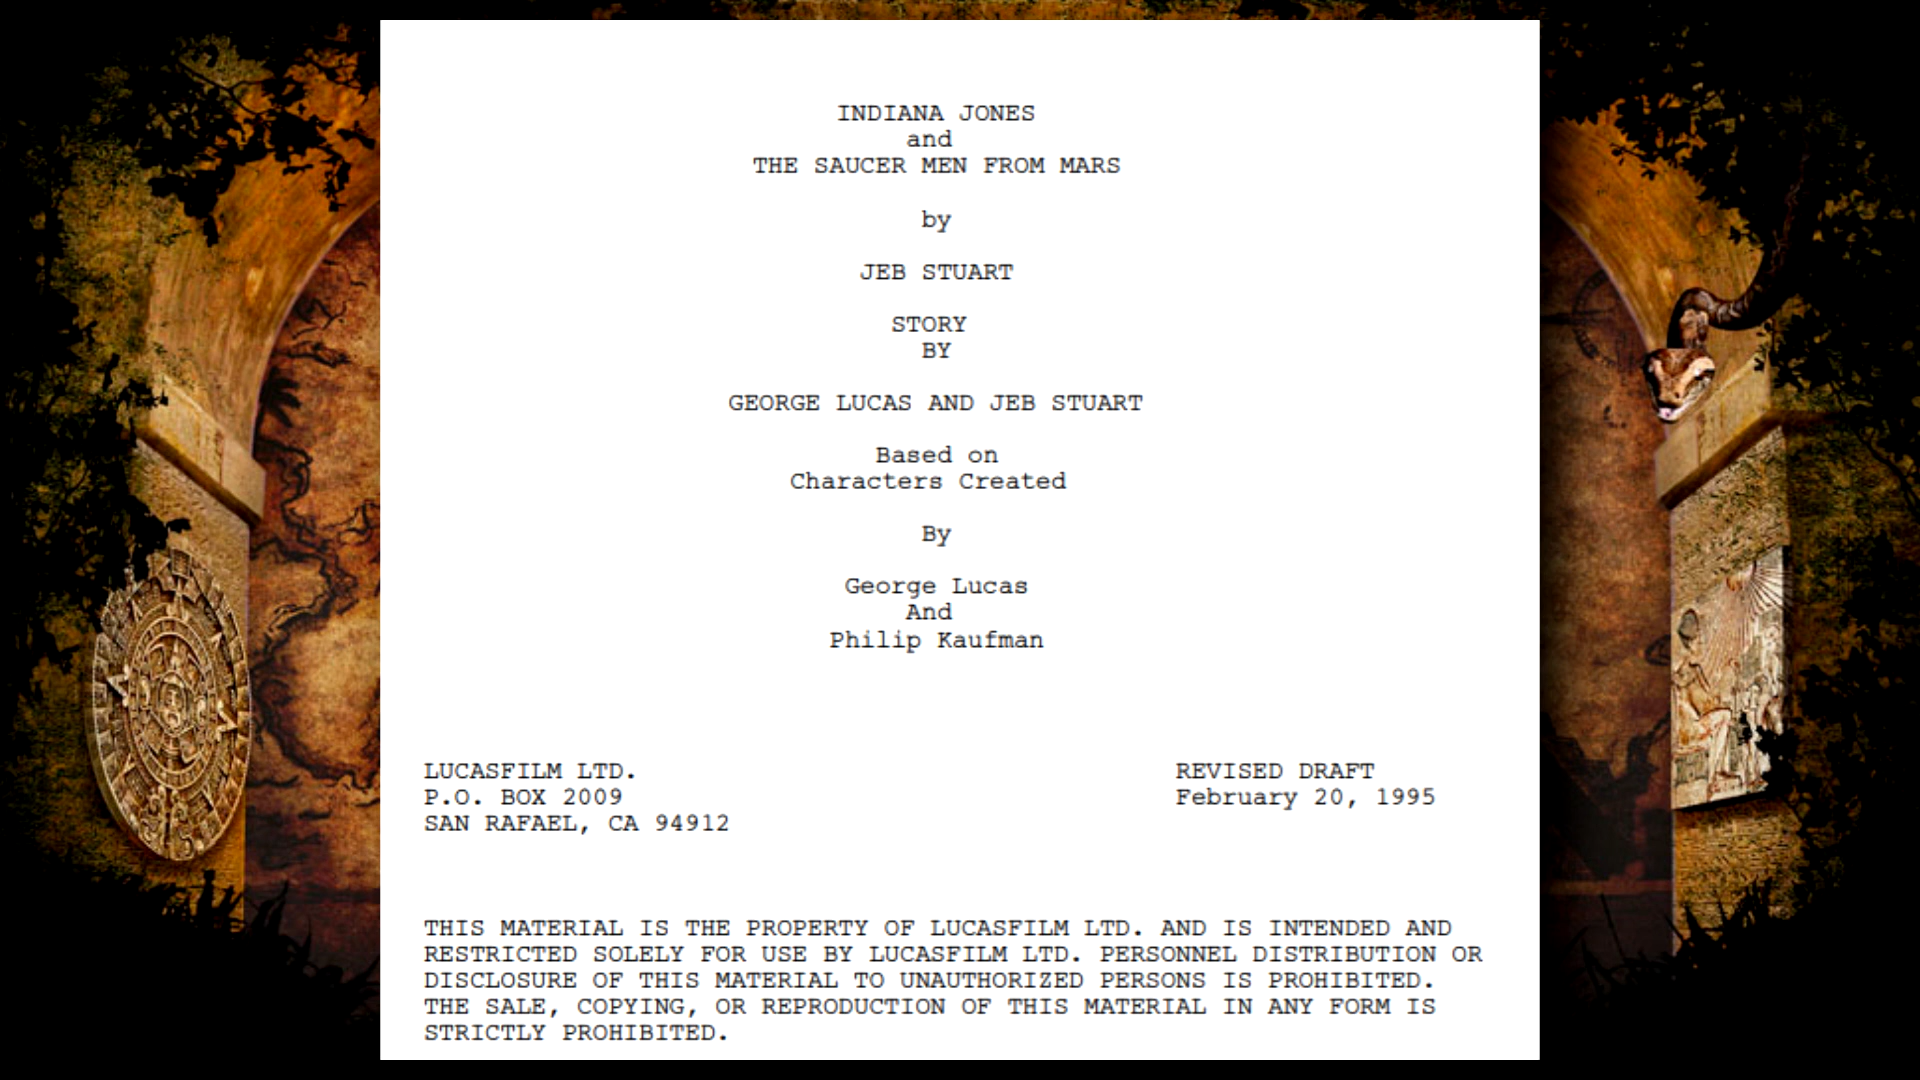 INDIANA JONES
and
THE SAUCER MEN FROM MARS
by
JEB STUART
STORY
BY
GEORGE LUCAS AND JEB STUART
Based on
Characters Created
By
George Lucas
And
Philip Kaufman
LUCASFILM LTD.
P.O. BOX 2009
SAN RAFAEL, CA 94912
REVISED DRAFT
February 20, 1995
THIS MATERIAL IS THE PROPERTY OF LUCASFILM LTD. AND IS INTENDED AND
RESTRICTED SOLELY FOR USE BY LUCASFILM LTD. PERSONNEL DISTRIBUTION OR
DISCLOSURE OF THIS MATERIAL TO UNAUTHORIZED PERSONS IS PROHIBITED.
THE SALE, COPYING, OR REPRODUCTION OF THIS MATERIAL IN ANY FORM IS
STRICTLY PROHIBITED.